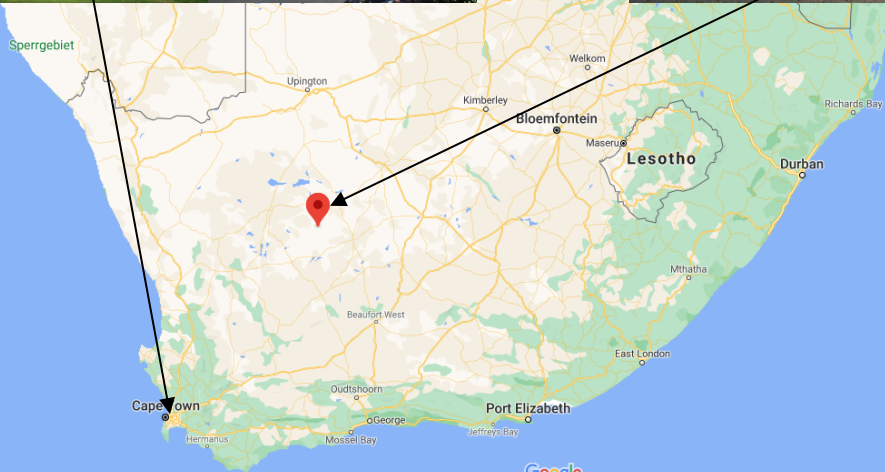 Sperrgebiet
Welkom
Upington
Kimberley
Richards Bay
Bloemfontein
Maseru
Lesotho
Durban
Mthatha
Beaufort West
East London
Oudtshoorn
Cape Town
Port Elizabeth
George
Jeffreys Bay
Hermanus
Mossel Bay
Google